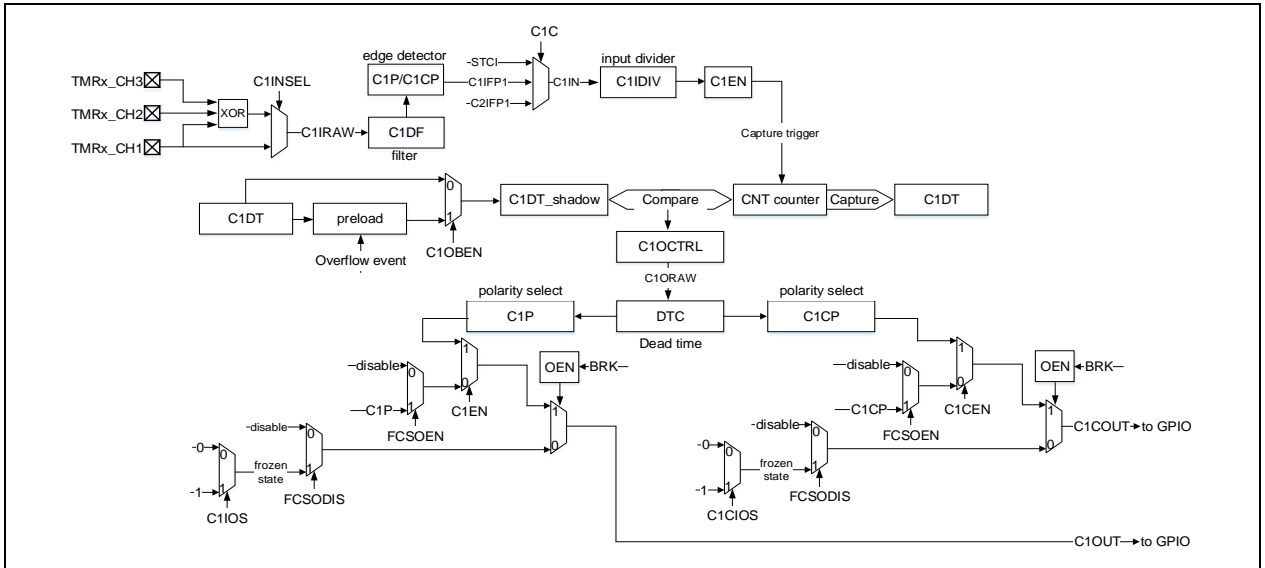 C1C
edge detector
input divider
STCI
TMRx_CH3
C1INSEL
C1P/C1CP
C1IFP1
C1IN
C1IDIV
C1EN
C2IFP1
TMRx_CH2
XOR
TMRx_CH1
C1IRAW
C1DF
filter
Capture trigger
0
C1DT
preload
1
C1DT_shadow
Compare
CNT counter
Capture
C1DT
C1OBEN
Overflow event
C1OCTRL
C1ORAW
polarity select
polarity select
C1P
DTC
C1CP
Dead time
1
1
disable
0
OEN
BRK
disable
0
OEN
BRK
0
0
C1P
1
C1EN
1
C1CP
1
C1CEN
1
FCSOEN
FCSOEN
disable
0
0
disable
0
0
C1COUT
to GPIO
0
0
0
0
frozen
state
1
frozen
state
1
1
1
1
1
FCSODIS
FCSODIS
C1IOS
C1CIOS
C1OUT
to GPIO